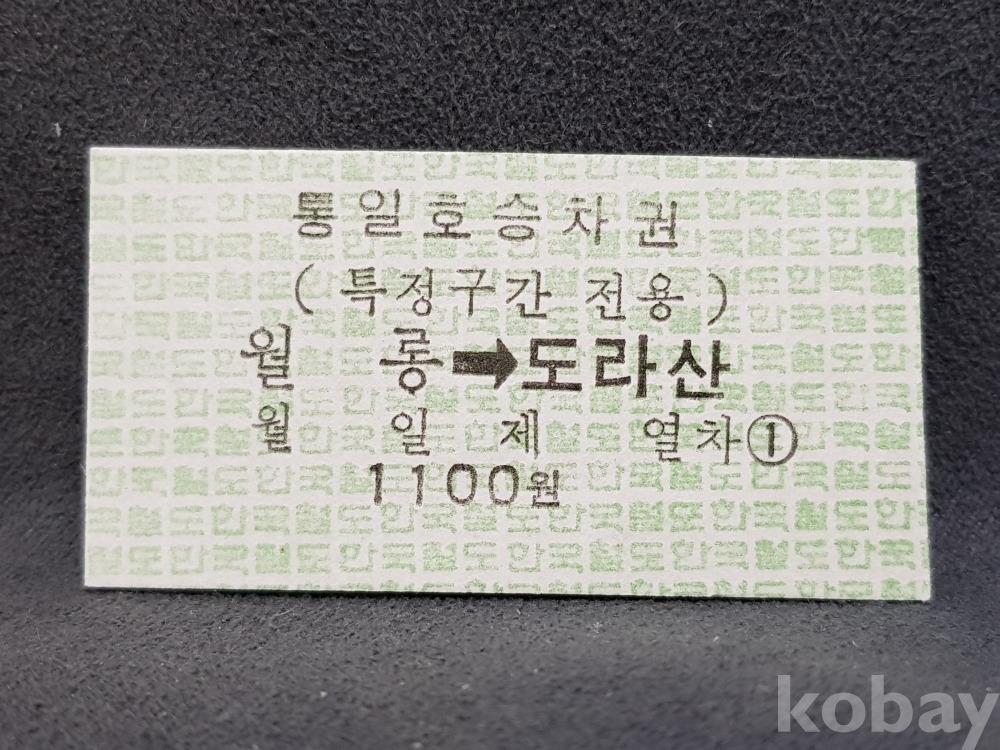 통일호승차권
( 특정구간 전용 )
월 롱➡도라산
월 일 제 열차①
1100원
kobay